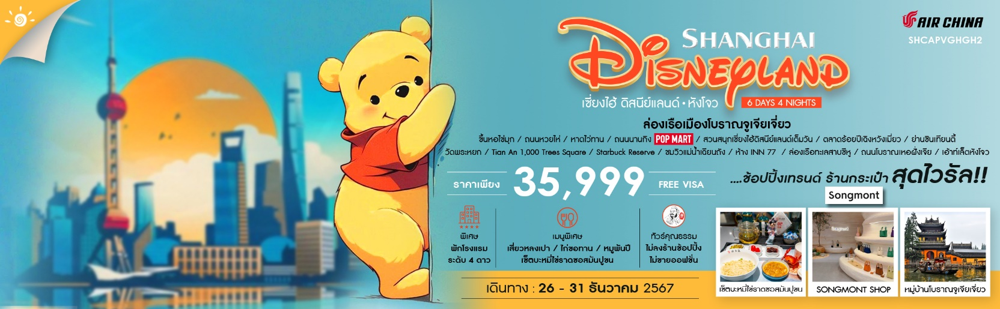 AIR CHINA
SHCAPVGHGH2
SHANGHAI
DISNEYLAND
เซี่ยงไฮ้ ดิสนีย์แลนด์ • หังโจว
6 DAYS 4 NIGHTS
ล่องเรือเมืองโบราณจูเจียเจี่ยว
ขึ้นหอไข่มุก / ถนนหวยไห่ / หาดไว่ทาน / ถนนนานกิง POP MART / สวนสนุกเซี่ยงไฮ้ดิสนีย์แลนด์เต็มวัน / ตลาดร้อยปีเฉิงหวังเมี่ยว / ย่านซินเทียนตี้
วัดพระหยก / Tian An 1,000 Trees Square / Starbuck Reserve / ชมวิวแม่น้ำเฉียนถัง / ห้าง INN 77 / ล่องเรือทะเลสาบซีหู / ถนนโบราณเหอฝั่งเจีย / เอ้าท์เล็ตหังโจว
ราคาเพียง 35,999 FREE VISA
....ช้อปปิ้งเทรนด์ ร้านกระเป๋า สุดไวรัล!!
Songmont
พิเศษ
พักโรงแรม
ระดับ 4 ดาว
เมนูพิเศษ
เสี่ยวหลงเปา / ไก่ขอทาน / หมูพันปี
เซ็ตบะหมี่ไข่ราดซอสมันปูขน
ทัวร์คุณธรรม
ไม่ลงร้านช้อปปิ้ง
ไม่ขายออฟชั่น
เดินทาง : 26 - 31 ธันวาคม 2567
เซ็ตบะหมี่ไข่ราดซอสมันปูขน
SONGMONT SHOP
หมู่บ้านโบราณจูเจียเจี่ยว